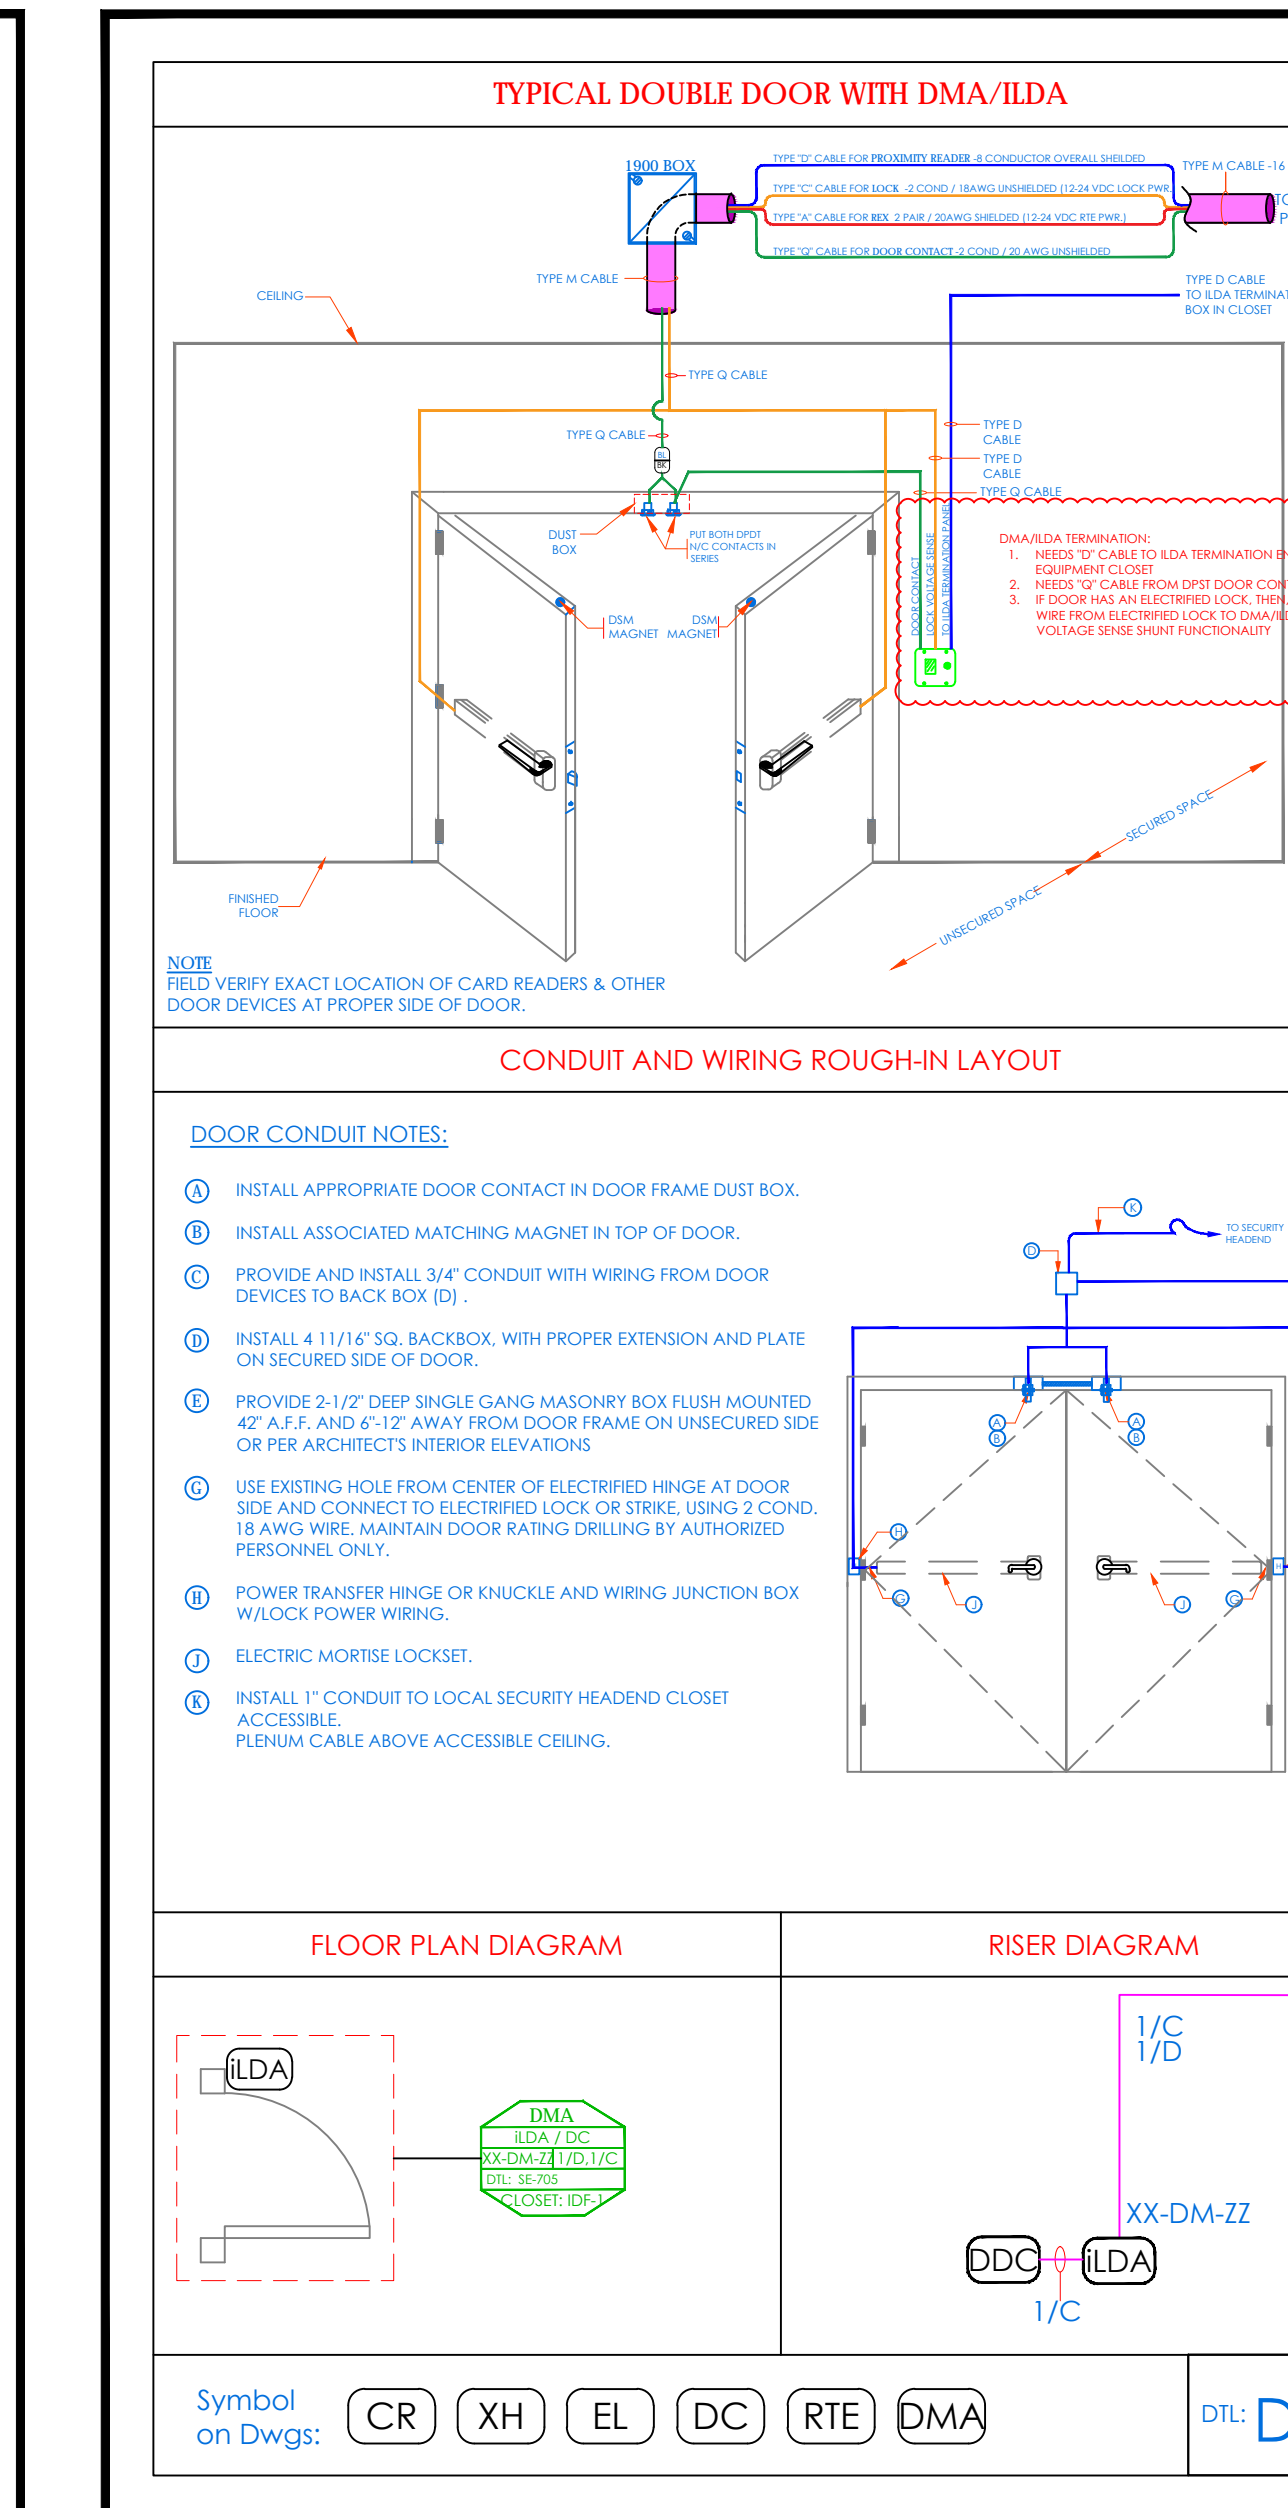 TYPICAL DOUBLE DOOR WITH DMA/ILDA
1900 BOX
TYPE "D" CABLE FOR PROXIMITY READER -8 CONDUCTOR OVERALL SHEILDED
TYPE "C" CABLE FOR LOCK -2 COND / 18AWG UNSHIELDED (12-24 VDC LOCK PWR.
TYPE "A" CABLE FOR REX 2 PAIR / 20AWG SHIELDED (12-24 VDC RTE PWR.)
TYPE "Q" CABLE FOR DOOR CONTACT -2 COND / 20 AWG UNSHIELDED
TYPE M CABLE -16
P
TYPE M CABLE
CEILING
TYPE D CABLE
TO ILDA TERMINAT
BOX IN CLOSET
TYPE Q CABLE
TYPE Q CABLE
BL
BK
TYPE D
CABLE
TYPE D
CABLE
TYPE Q CABLE
DUST
BOX
PUT BOTH DPDT
N/C CONTACTS IN
SERIES
DSM
MAGNET
DSM
MAGNET
DOOR CONTACT
LOCK VOLTAGE SENSE
TO ILDA TERMINATION PANEL
DMA/ILDA TERMINATION:
1. NEEDS "D" CABLE TO ILDA TERMINATION EN
EQUIPMENT CLOSET
2. NEEDS "Q" CABLE FROM DPST DOOR CON
3. IF DOOR HAS AN ELECTRIFIED LOCK, THEN,
WIRE FROM ELECTRIFIED LOCK TO DMA/ILD
VOLTAGE SENSE SHUNT FUNCTIONALITY
SECURED SPACE
UNSECURED SPACE
FINISHED
FLOOR
NOTE
FIELD VERIFY EXACT LOCATION OF CARD READERS & OTHER
DOOR DEVICES AT PROPER SIDE OF DOOR.
CONDUIT AND WIRING ROUGH-IN LAYOUT
DOOR CONDUIT NOTES:
A INSTALL APPROPRIATE DOOR CONTACT IN DOOR FRAME DUST BOX.
B INSTALL ASSOCIATED MATCHING MAGNET IN TOP OF DOOR.
C PROVIDE AND INSTALL 3/4" CONDUIT WITH WIRING FROM DOOR
DEVICES TO BACK BOX (D) .
D INSTALL 4 11/16" SQ. BACKBOX, WITH PROPER EXTENSION AND PLATE
ON SECURED SIDE OF DOOR.
E PROVIDE 2-1/2" DEEP SINGLE GANG MASONRY BOX FLUSH MOUNTED
42" A.F.F. AND 6"-12" AWAY FROM DOOR FRAME ON UNSECURED SIDE
OR PER ARCHITECT'S INTERIOR ELEVATIONS
G USE EXISTING HOLE FROM CENTER OF ELECTRIFIED HINGE AT DOOR
SIDE AND CONNECT TO ELECTRIFIED LOCK OR STRIKE, USING 2 COND.
18 AWG WIRE. MAINTAIN DOOR RATING DRILLING BY AUTHORIZED
PERSONNEL ONLY.
H POWER TRANSFER HINGE OR KNUCKLE AND WIRING JUNCTION BOX
W/LOCK POWER WIRING.
J ELECTRIC MORTISE LOCKSET.
K INSTALL 1" CONDUIT TO LOCAL SECURITY HEADEND CLOSET
ACCESSIBLE.
PLENUM CABLE ABOVE ACCESSIBLE CEILING.
K
TO SECURITY
HEADEND
D
A
B
A
B
H
H
G
J
J
G
FLOOR PLAN DIAGRAM
RISER DIAGRAM
iLDA
DMA
iLDA / DC
XX-DM-ZZ 1/D,1/C
DTL: SE-705
CLOSET: IDF-1
1/C
1/D
XX-DM-ZZ
DDC
iLDA
1/C
Symbol
on Dwgs:
CR XH EL DC RTE DMA
DTL: D